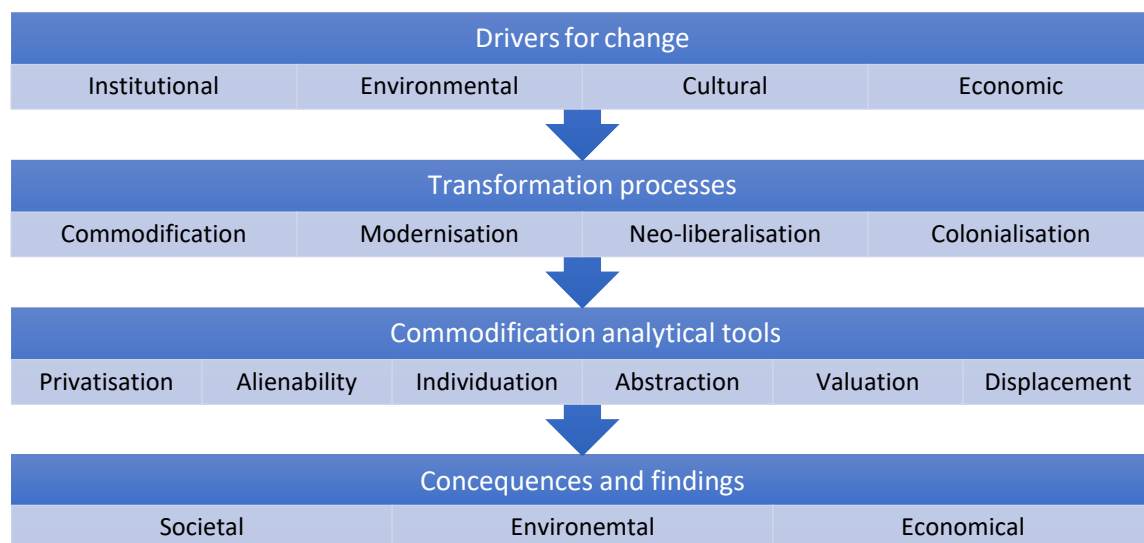 Drivers for change
Institutional Environmental Cultural Economic
Transformation processes
Commodification Modernisation Neo-liberalisation Colonialisation
Commodification analytical tools
Privatisation Alienability Individuation Abstraction Valuation Displacement
Concequences and findings
Societal Environemtal Economical